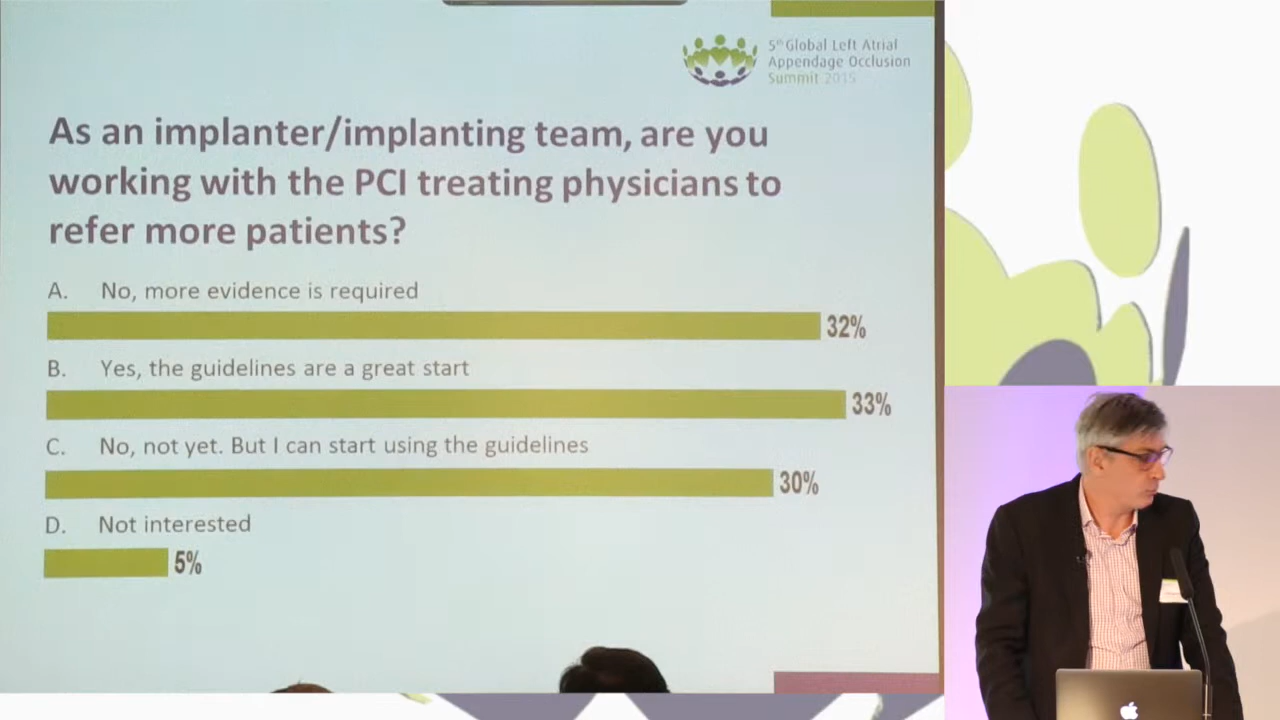 5th Global Left Atrial
Appendage Occlusion
Summit 2015
As an implanter/implanting team, are you
working with the PCI treating physicians to
refer more patients?
A. No, more evidence is required
32%
B. Yes, the guidelines are a great start
33%
C. No, not yet. But I can start using the guidelines
30%
D. Not interested
5%